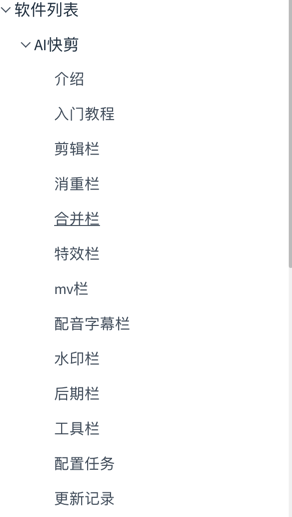 软件列表
AI快剪
介绍
入门教程
剪辑栏
消重栏
合并栏
特效栏
mv栏
配音字幕栏
水印栏
后期栏
工具栏
配置任务
更新记录